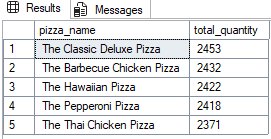 Results Messages
pizza_name total_quantity
1 The Classic Deluxe Pizza 2453
2 The Barbecue Chicken Pizza 2432
3 The Hawaiian Pizza 2422
4 The Pepperoni Pizza 2418
5 The Thai Chicken Pizza 2371